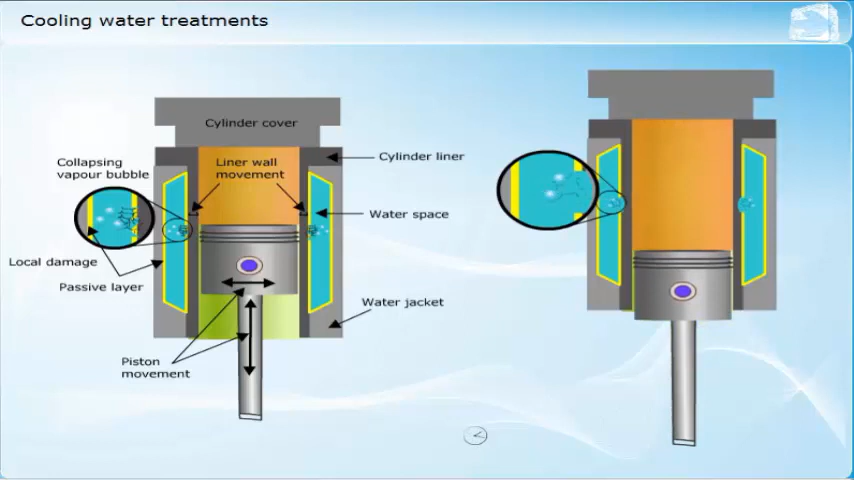 Cooling water treatments
Cylinder cover
Collapsing
vapour bubble
Liner wall
movement
Cylinder liner
Water space
Local damage
Passive layer
Water jacket
Piston
movement